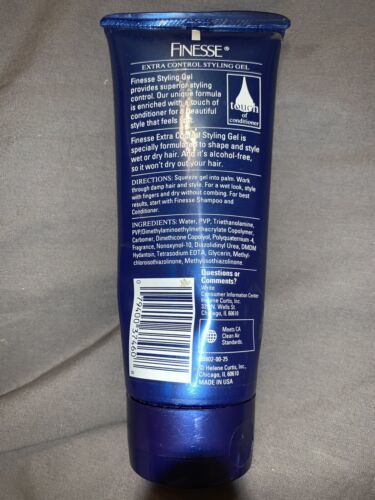 FINESSE®
EXTRA CONTROL STYLING GEL
Finesse Styling Gel
provides superior styling
control. Our unique formula
is enriched with a touch of
conditioner for a beautiful
style that feels soft.
touch
of
conditioner
Finesse Extra Control Styling Gel is
specially formulated to shape and style
wet or dry hair. And it's alcohol-free,
so it won't dry out your hair.
DIRECTIONS: Squeeze gel into palm. Work
through damp hair and style. For a wet look, style
with fingers and dry without combing. For best
results, start with Finesse Shampoo and
Conditioner.
INGREDIENTS: Water, PVP, Triethanolamine,
PVP/Dimethylaminoethylmethacrylate Copolymer,
Carbomer, Dimethicone Copolyol, Polyquaternium-4,
Fragrance, Nonoxynol-10, Diazolidinyl Urea, DMDM
Hydantoin, Tetrasodium EDTA, Glycerin, Methyl-
chloroisothiazolinone, Methylisothiazolinone.
Questions or
Comments?
Write
Consumer Information Center
Helene Curtis, Inc.
325 N. Wells St.
Chicago, IL 60610
Meets CA
Clean Air
Standards.
© Helene Curtis, Inc.,
Chicago, IL 60610
MADE IN USA
0 79400 37460